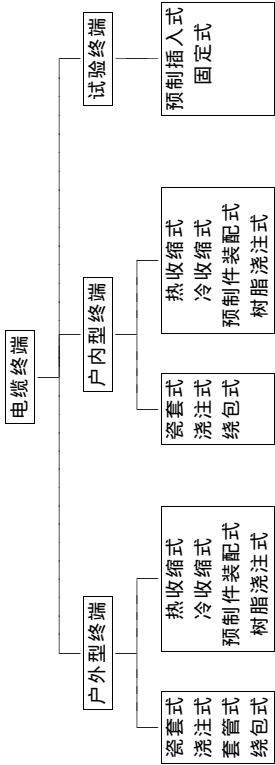 电缆终端
户外型终端
户内型终端
试验终端
瓷套式
浇注式
套管式
绕包式
热收缩式
冷收缩式
预制件装配式
树脂浇注式
瓷套式
浇注式
绕包式
热收缩式
冷收缩式
预制件装配式
树脂浇注式
预制插入式
固定式